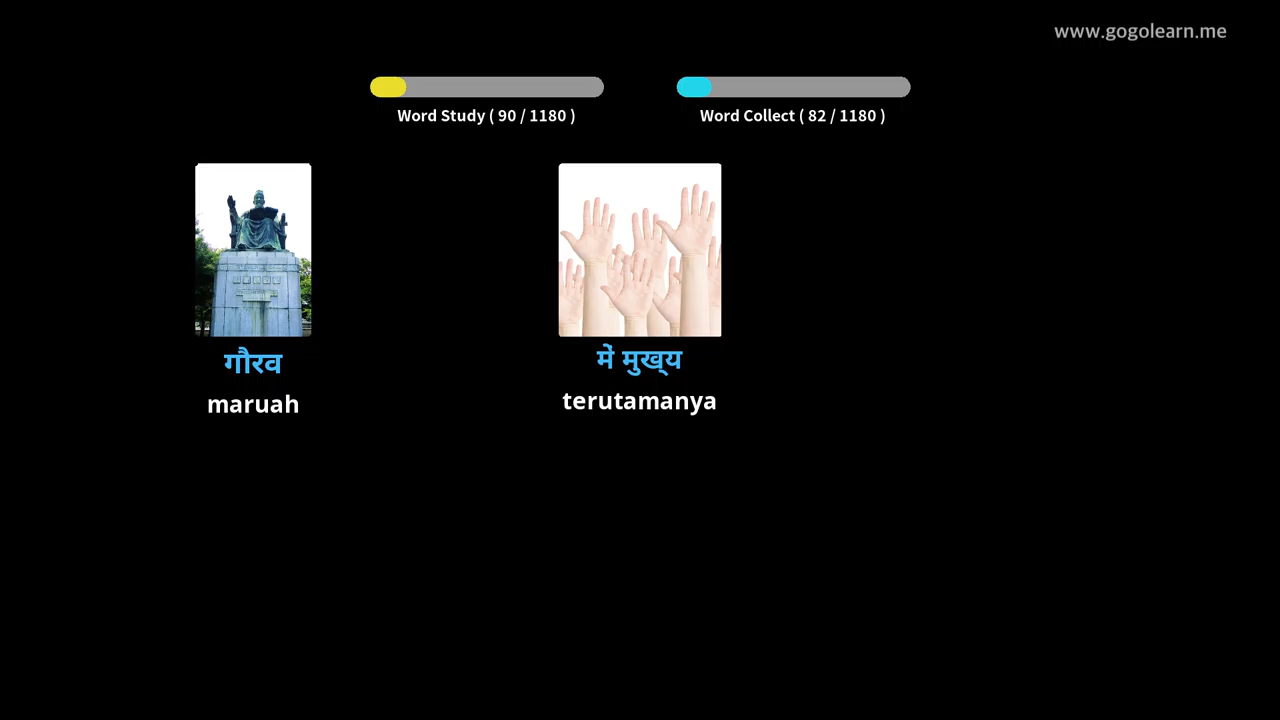 www.gogolearn.me
Word Study ( 90 / 1180 )
Word Collect ( 82 / 1180 )
गौरव
maruah
में मुख्य
terutamanya